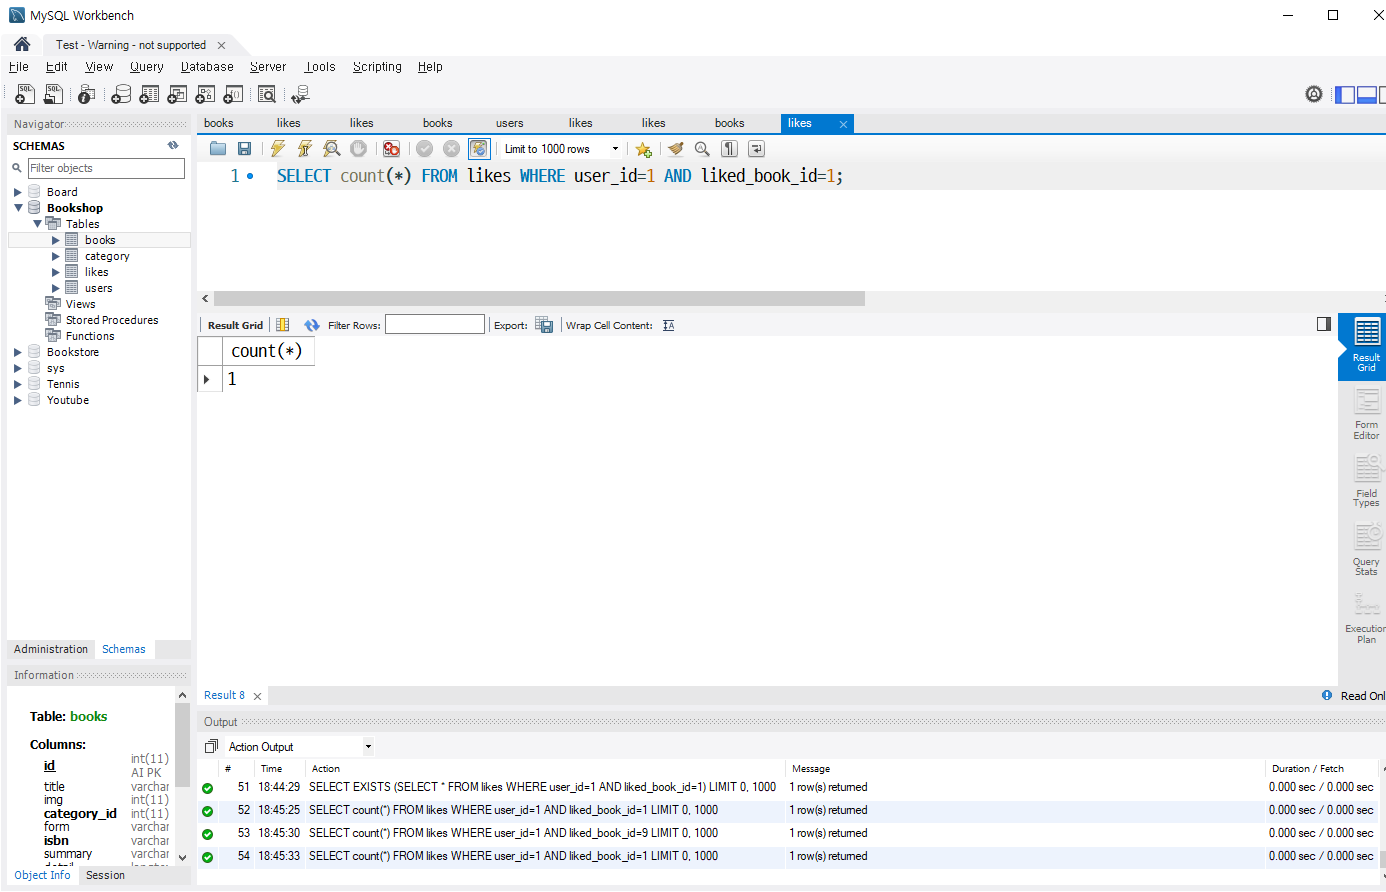 MySQL Workbench
Test - Warning - not supported
File Edit View Query Database Server Tools Scripting Help
Navigator
SCHEMAS
Filter objects
Board
Bookshop
Tables
books
category
likes
users
Views
Stored Procedures
Functions
Bookstore
sys
Tennis
Youtube
Administration Schemas
Information
Table: books
Columns:
id int(11) AI PK
title varchar
img int(11)
category_id int(11)
form varchar
isbn varchar
summary varchar
Object Info Session
books likes likes books users likes likes books likes
Limit to 1000 rows
1 SELECT count(*) FROM likes WHERE user_id=1 AND liked_book_id=1;
Result Grid Filter Rows: Export: Wrap Cell Content:
count(*)
1
Result Grid
Form Editor
Field Types
Query Stats
Execution Plan
Result 8
Read Onl
Output
Action Output
# Time Action Message Duration / Fetch
51 18:44:29 SELECT EXISTS (SELECT * FROM likes WHERE user_id=1 AND liked_book_id=1) LIMIT 0, 1000 1 row(s) returned 0.000 sec / 0.000 sec
52 18:45:25 SELECT count(*) FROM likes WHERE user_id=1 AND liked_book_id=1 LIMIT 0, 1000 1 row(s) returned 0.000 sec / 0.000 sec
53 18:45:30 SELECT count(*) FROM likes WHERE user_id=1 AND liked_book_id=9 LIMIT 0, 1000 1 row(s) returned 0.000 sec / 0.000 sec
54 18:45:33 SELECT count(*) FROM likes WHERE user_id=1 AND liked_book_id=1 LIMIT 0, 1000 1 row(s) returned 0.000 sec / 0.000 sec